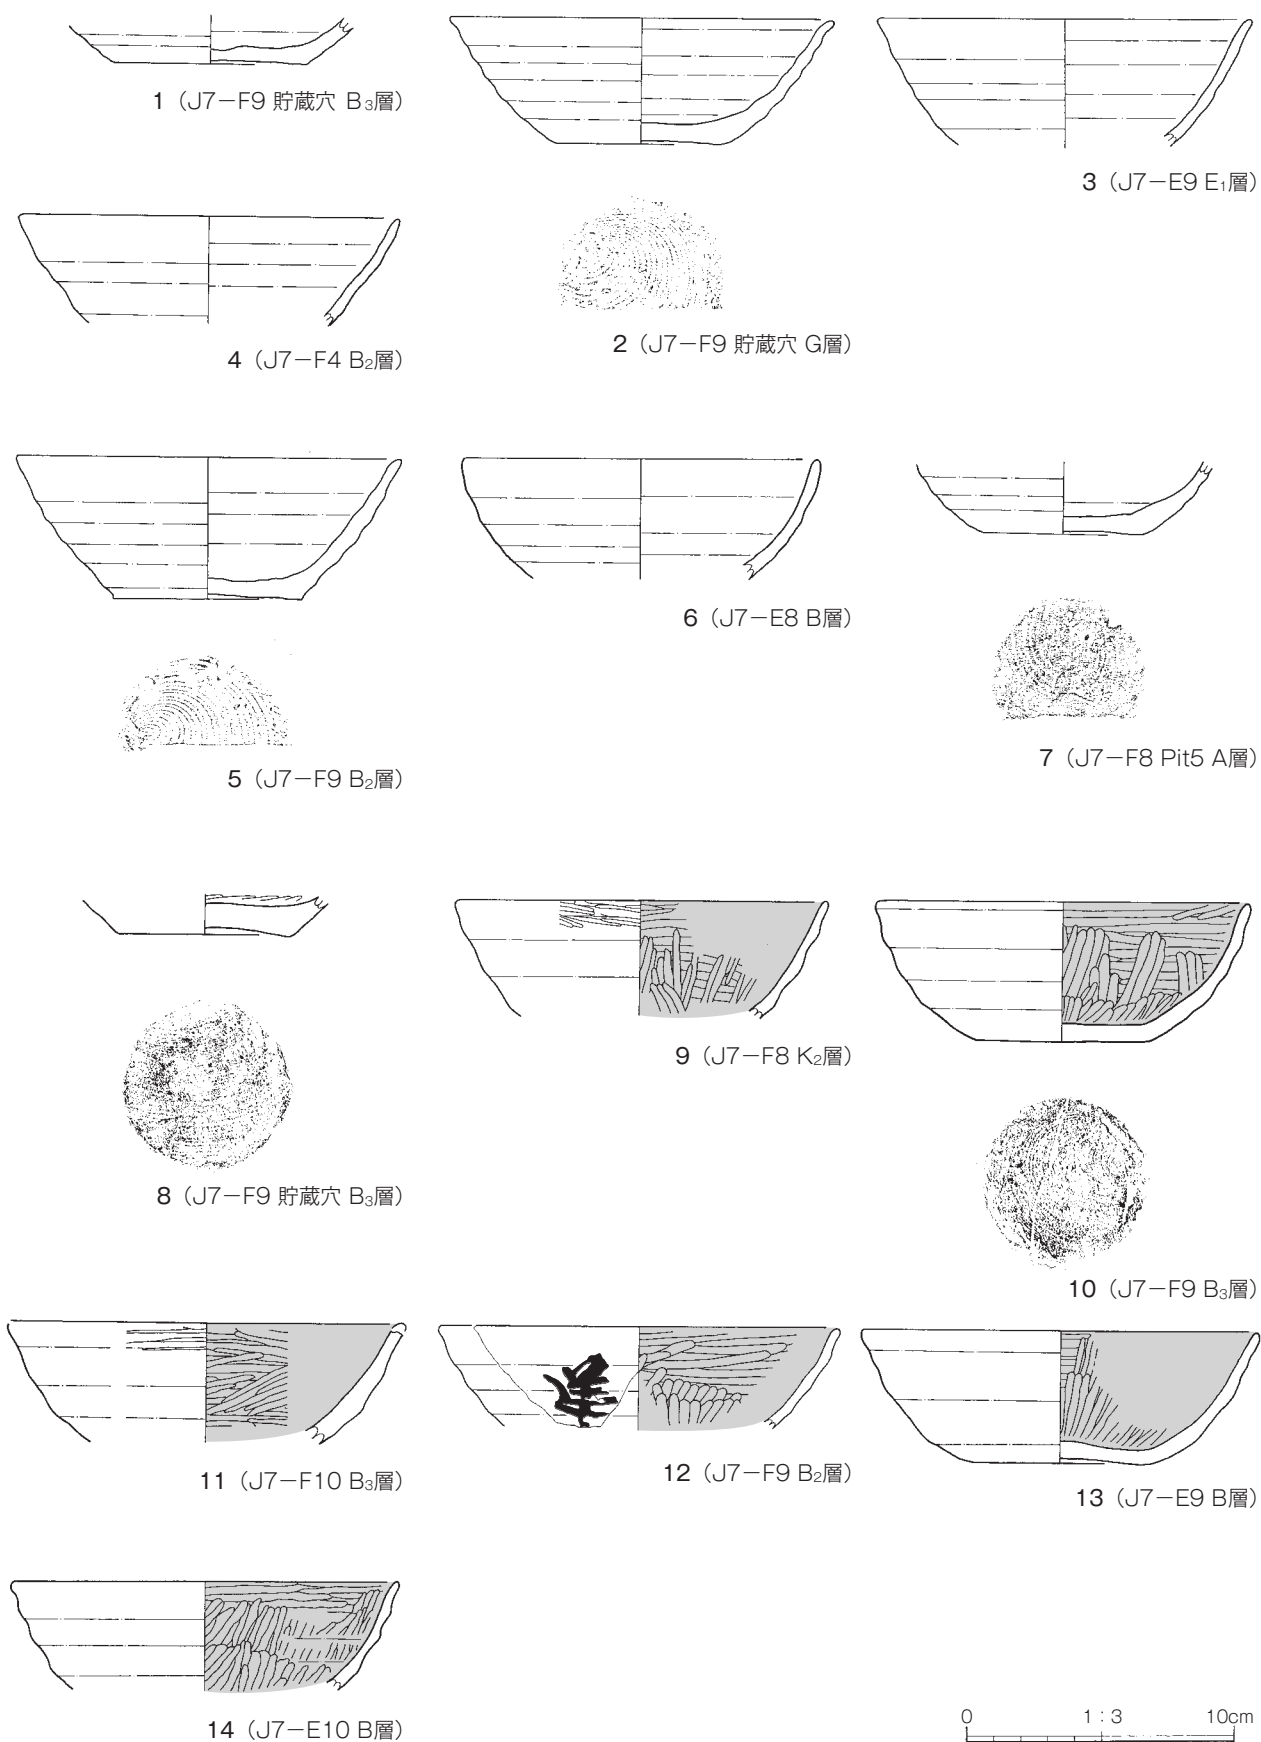 1（J7－F9 貯蔵穴 B₃層）
3（J7－E9 E₁層）
4（J7－F4 B₂層）
2（J7－F9 貯蔵穴 G層）
6（J7－E8 B層）
7（J7－F8 Pit5 A層）
5（J7－F9 B₂層）
9（J7－F8 K₂層）
8（J7－F9 貯蔵穴 B₃層）
10（J7－F9 B₃層）
11（J7－F10 B₃層）
12（J7－F9 B₂層）
13（J7－E9 B層）
14（J7－E10 B層）
0 1：3 10cm